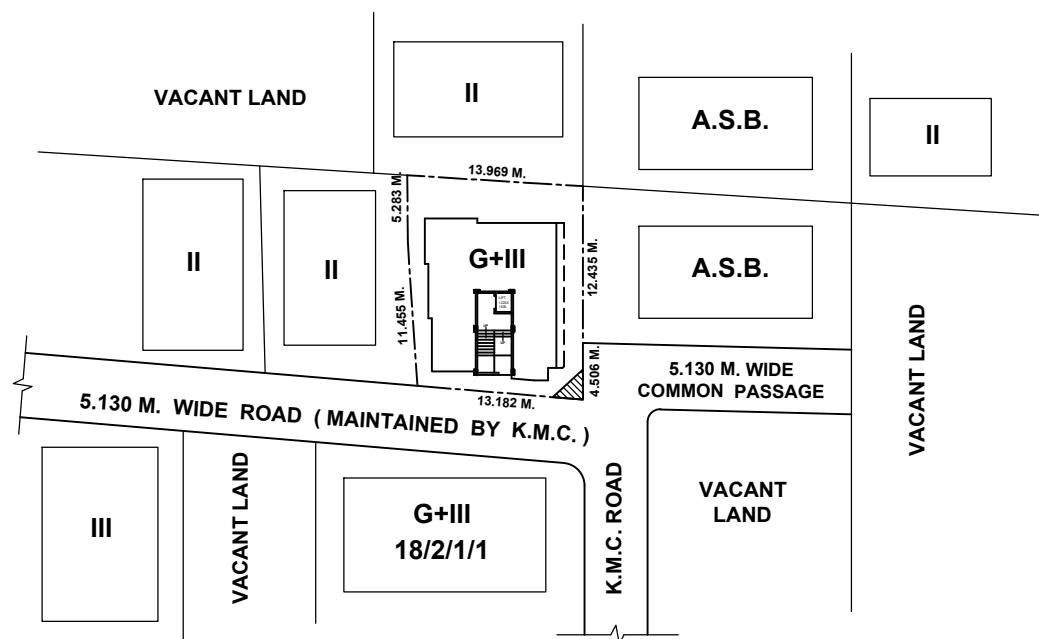 VACANT LAND
II
A.S.B.
II
13.969 M.
5.283 M.
II
II
G+III
12.435 M.
A.S.B.
11.455 M.
LIFT
UP
4.506 M.
5.130 M. WIDE
COMMON PASSAGE
VACANT LAND
13.182 M.
5.130 M. WIDE ROAD ( MAINTAINED BY K.M.C. )
III
VACANT LAND
G+III
18/2/1/1
K.M.C. ROAD
VACANT
LAND